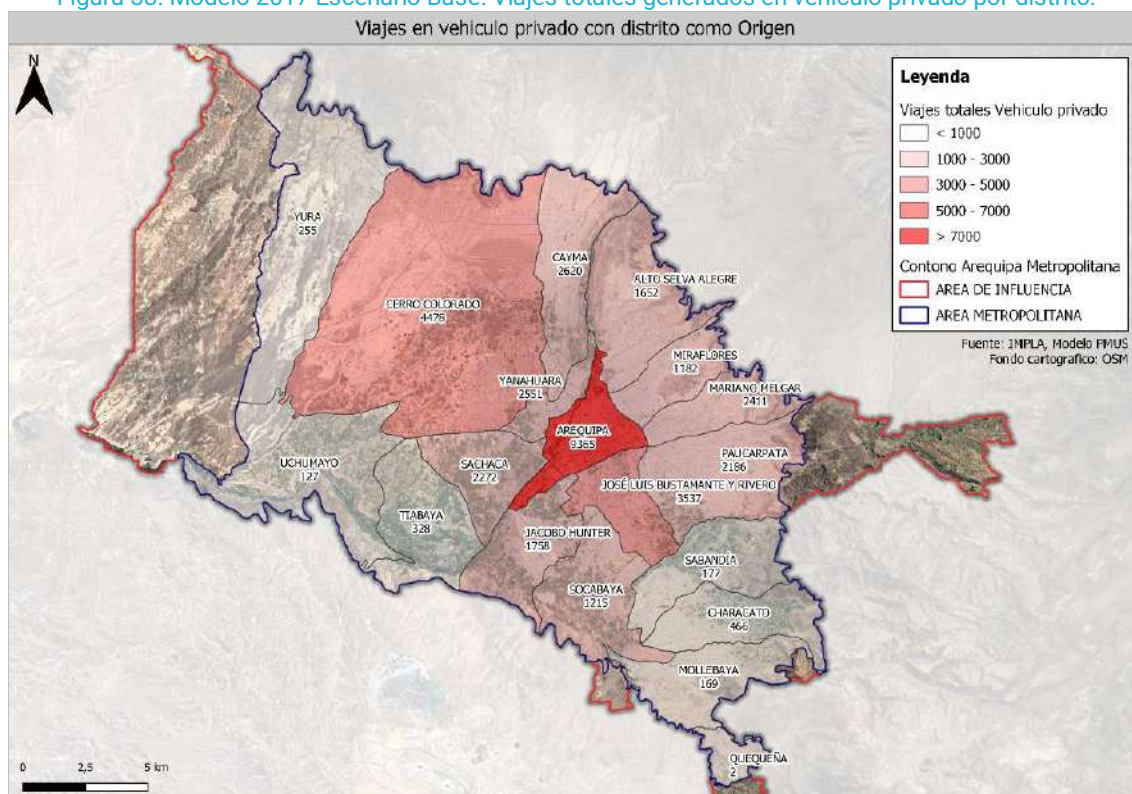 Figura 58. Modelo 2017 Escenario Base. Viajes totales generados en vehículo privado por distrito.
Viajes en vehiculo privado con distrito como Origen
N
Leyenda
Viajes totales Vehiculo privado
< 1000
1000 - 3000
3000 - 5000
5000 - 7000
> 7000
Contono Arequipa Metropolitana
AREA DE INFLUENCIA
AREA METROPOLITANA
Fuente: IMPLA, Modelo PMUS
Fondo cartografico: OSM
YURA
255
CAYMA
2620
ALTO SELVA ALEGRE
1652
CERRO COLORADO
4478
MIRAFLORES
1182
YANAHUARA
2551
MARIANO MELGAR
2411
AREQUIPA
9365
PAUCARPATA
2186
UCHUMAYO
127
SACHACA
2272
JOSÉ LUIS BUSTAMANTE Y RIVERO
3537
TIABAYA
328
JACOBO HUNTER
1758
SABANDÍA
177
SOCABAYA
1215
CHARACATO
466
MOLLEBAYA
169
QUEQUEÑA
2
0 2,5 5 km